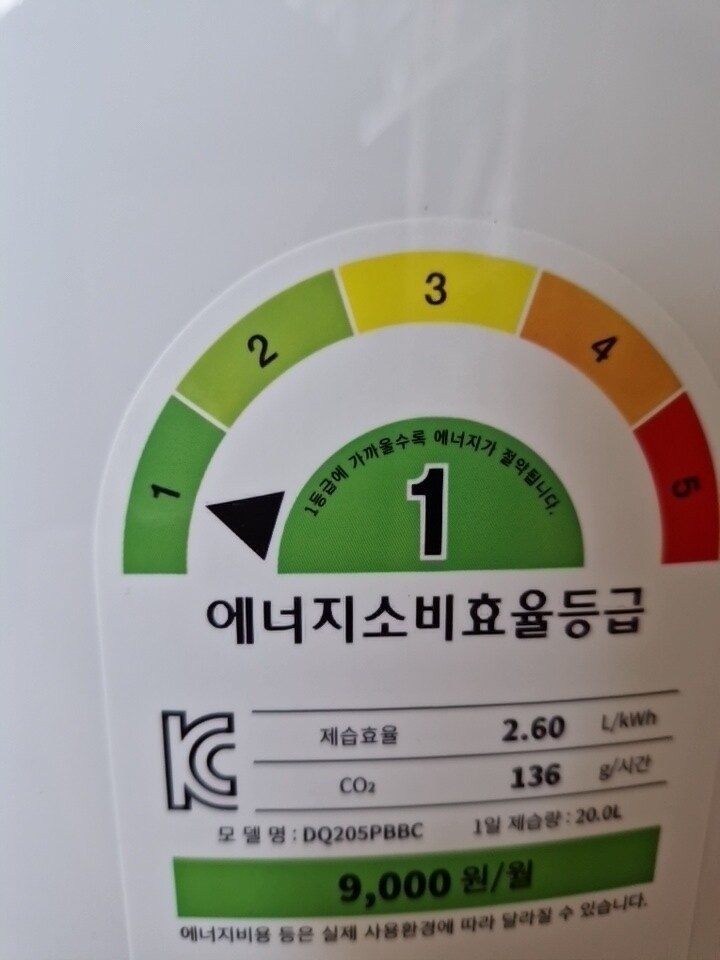 1
2
3
4
5
1등급에 가까울수록 에너지가 절약됩니다.
1
에너지소비효율등급
KC
제습효율 2.60 L/kWh
CO₂ 136 g/시간
모 델 명 : DQ205PBBC 1일 제습량 : 20.0L
9,000 원/월
에너지비용 등은 실제 사용환경에 따라 달라질 수 있습니다.